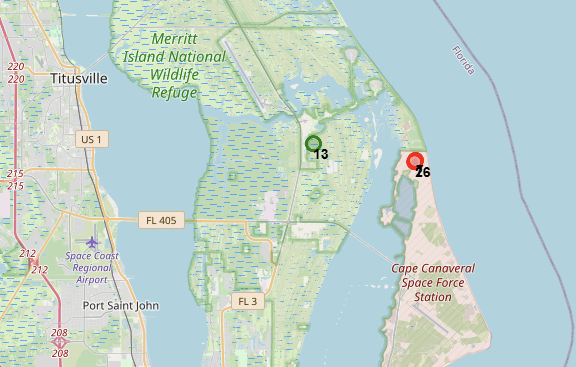 Merritt
Island National
Wildlife
Refuge
Florida
220
220
Titusville
US 1
13
215
215
FL 405
212
212
Space Coast
Regional
Airport
Cape Canaveral
Space Force
Station
Port Saint John
FL 3
208
208